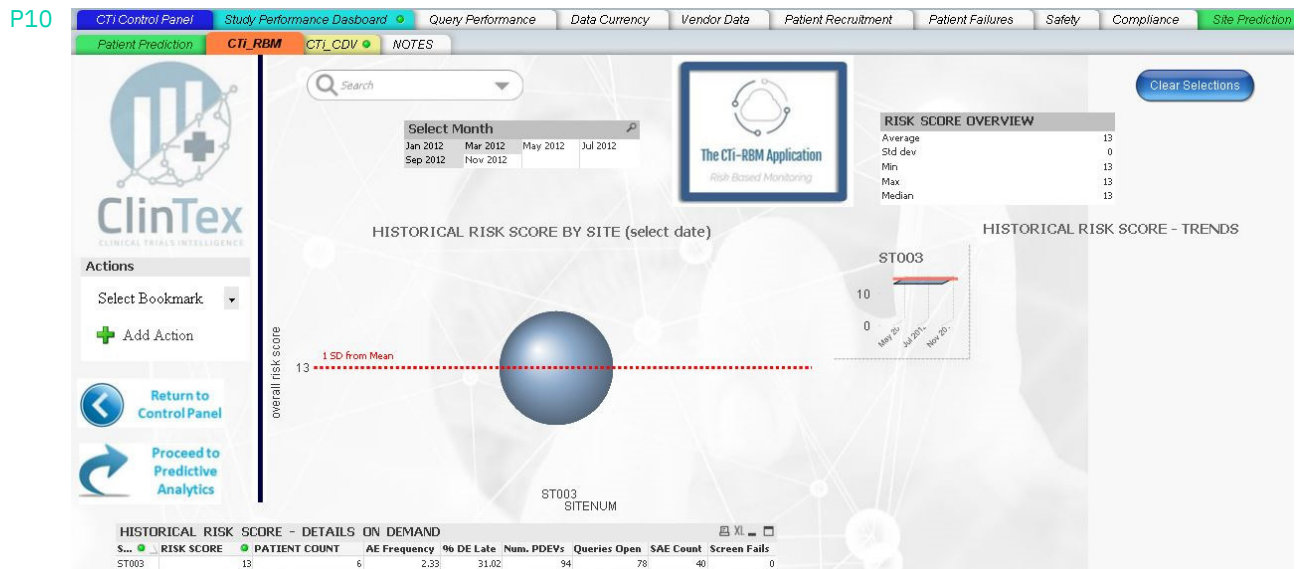 P10
CTi Control Panel Study Performance Dasboard Query Performance Data Currency Vendor Data Patient Recruitment Patient Failures Safety Compliance Site Prediction
Patient Prediction CTi_RBM CTi_CDV NOTES
Search
Clear Selections
Select Month
Jan 2012 Mar 2012 May 2012 Jul 2012
Sep 2012 Nov 2012
The CTi-RBM Application
Risk Based Monitoring
RISK SCORE OVERVIEW
Average 13
Std dev 0
Min 13
Max 13
Median 13
ClinTex
CLINICAL TRIALS INTELLIGENCE
HISTORICAL RISK SCORE BY SITE (select date)
HISTORICAL RISK SCORE - TRENDS
Actions
Select Bookmark
Add Action
ST003
10
0
May 20...
Jul 201...
Nov 20...
overall risk score
1 SD from Mean
13
Return to
Control Panel
Proceed to
Predictive
Analytics
ST003
SITENUM
HISTORICAL RISK SCORE - DETAILS ON DEMAND XL
S... RISK SCORE PATIENT COUNT AE Frequency % DE Late Num. PDEVs Queries Open SAE Count Screen Fails
ST003 13 6 2.33 31.02 94 78 40 0